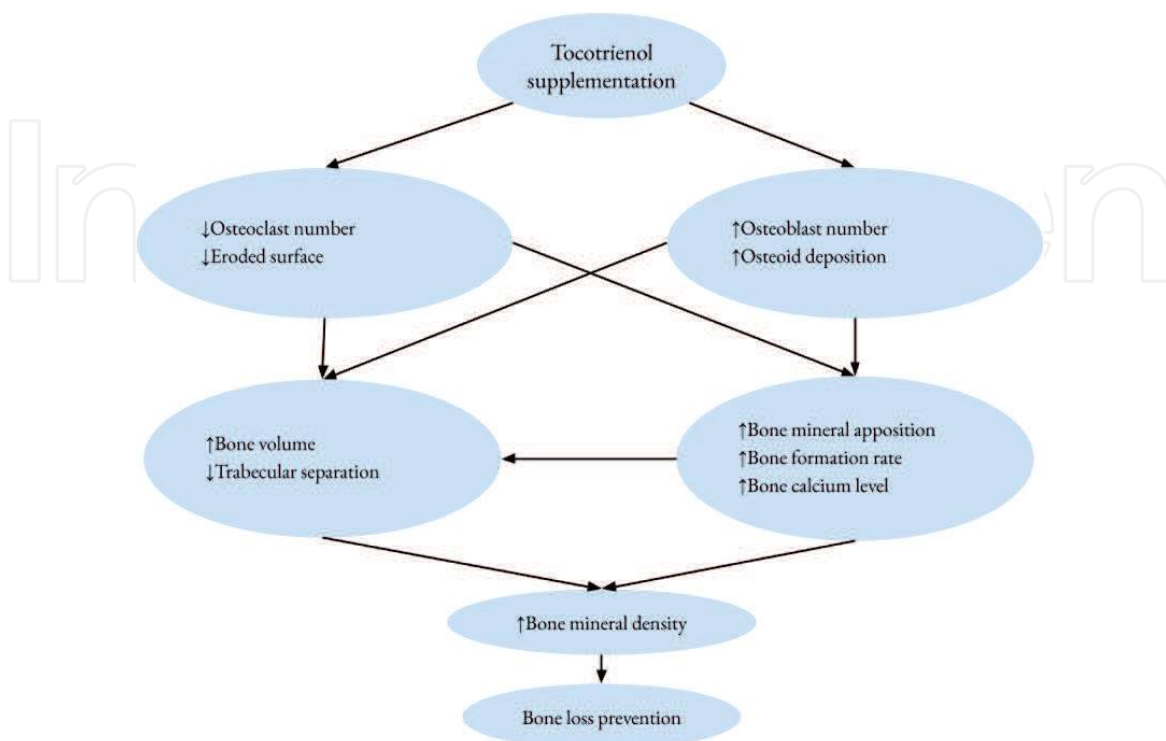 Tocotrienol
supplementation
↓Osteoclast number
↓Eroded surface
↑Osteoblast number
↑Osteoid deposition
↑Bone volume
↓Trabecular separation
↑Bone mineral apposition
↑Bone formation rate
↑Bone calcium level
↑Bone mineral density
Bone loss prevention